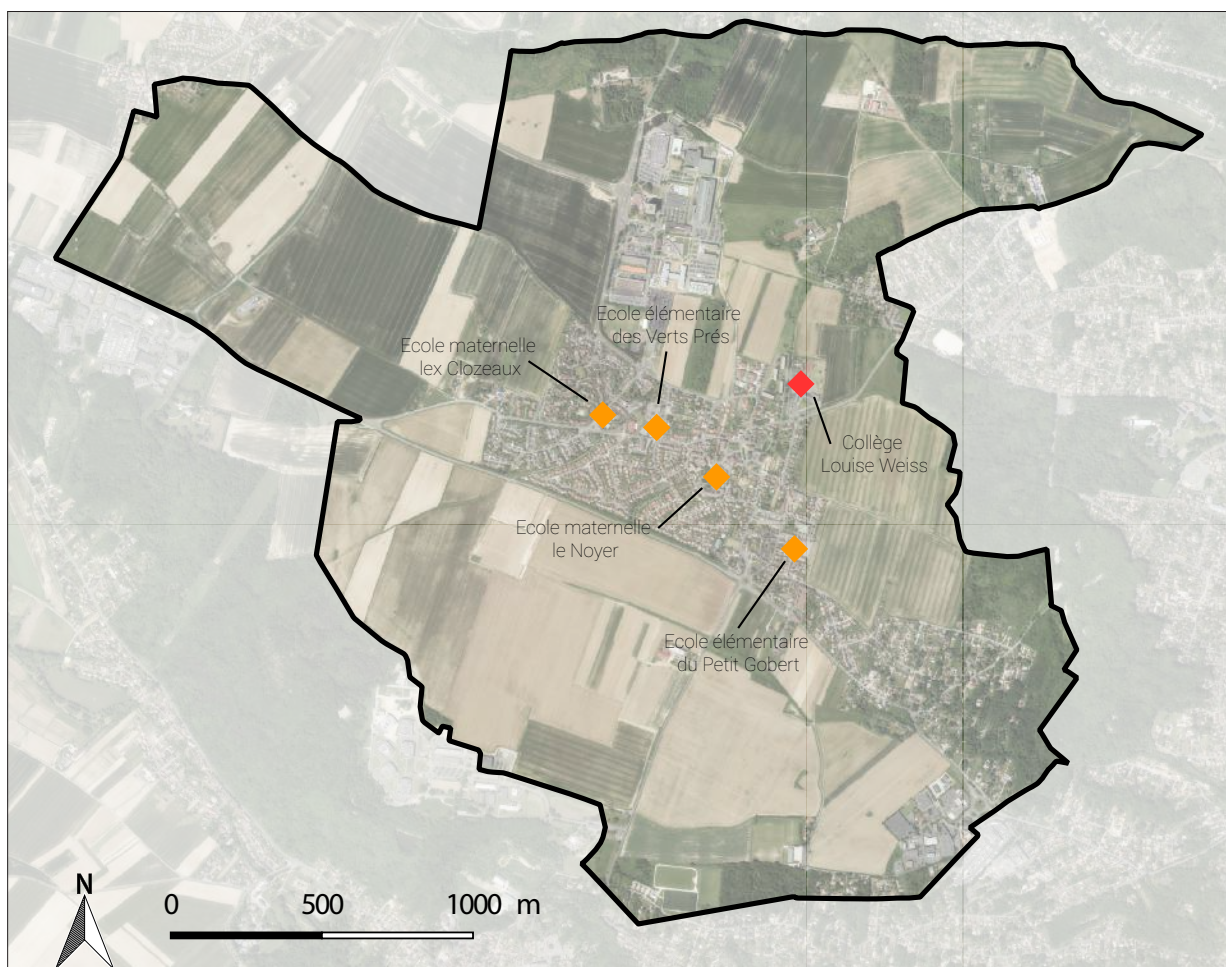 Ecole élémentaire
des Verts Prés
Ecole maternelle
lex Clozeaux
Collège
Louise Weiss
Ecole maternelle
le Noyer
Ecole élémentaire
du Petit Gobert
N
0 500 1000 m